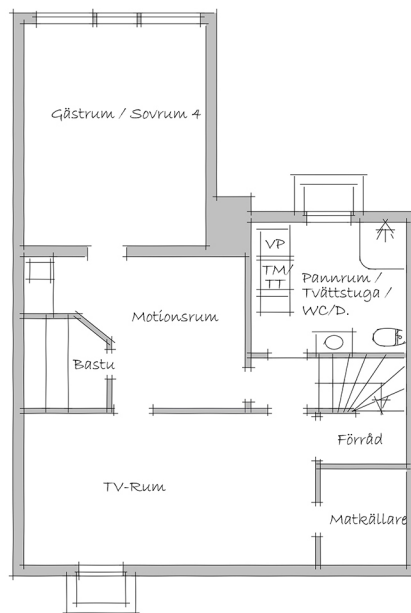 Gästrum / Sovrum 4
VP
TM/
TT
Pannrum /
Tvättstuga /
WC/D.
Motionsrum
Bastu
Förråd
TV-Rum
Matkällare